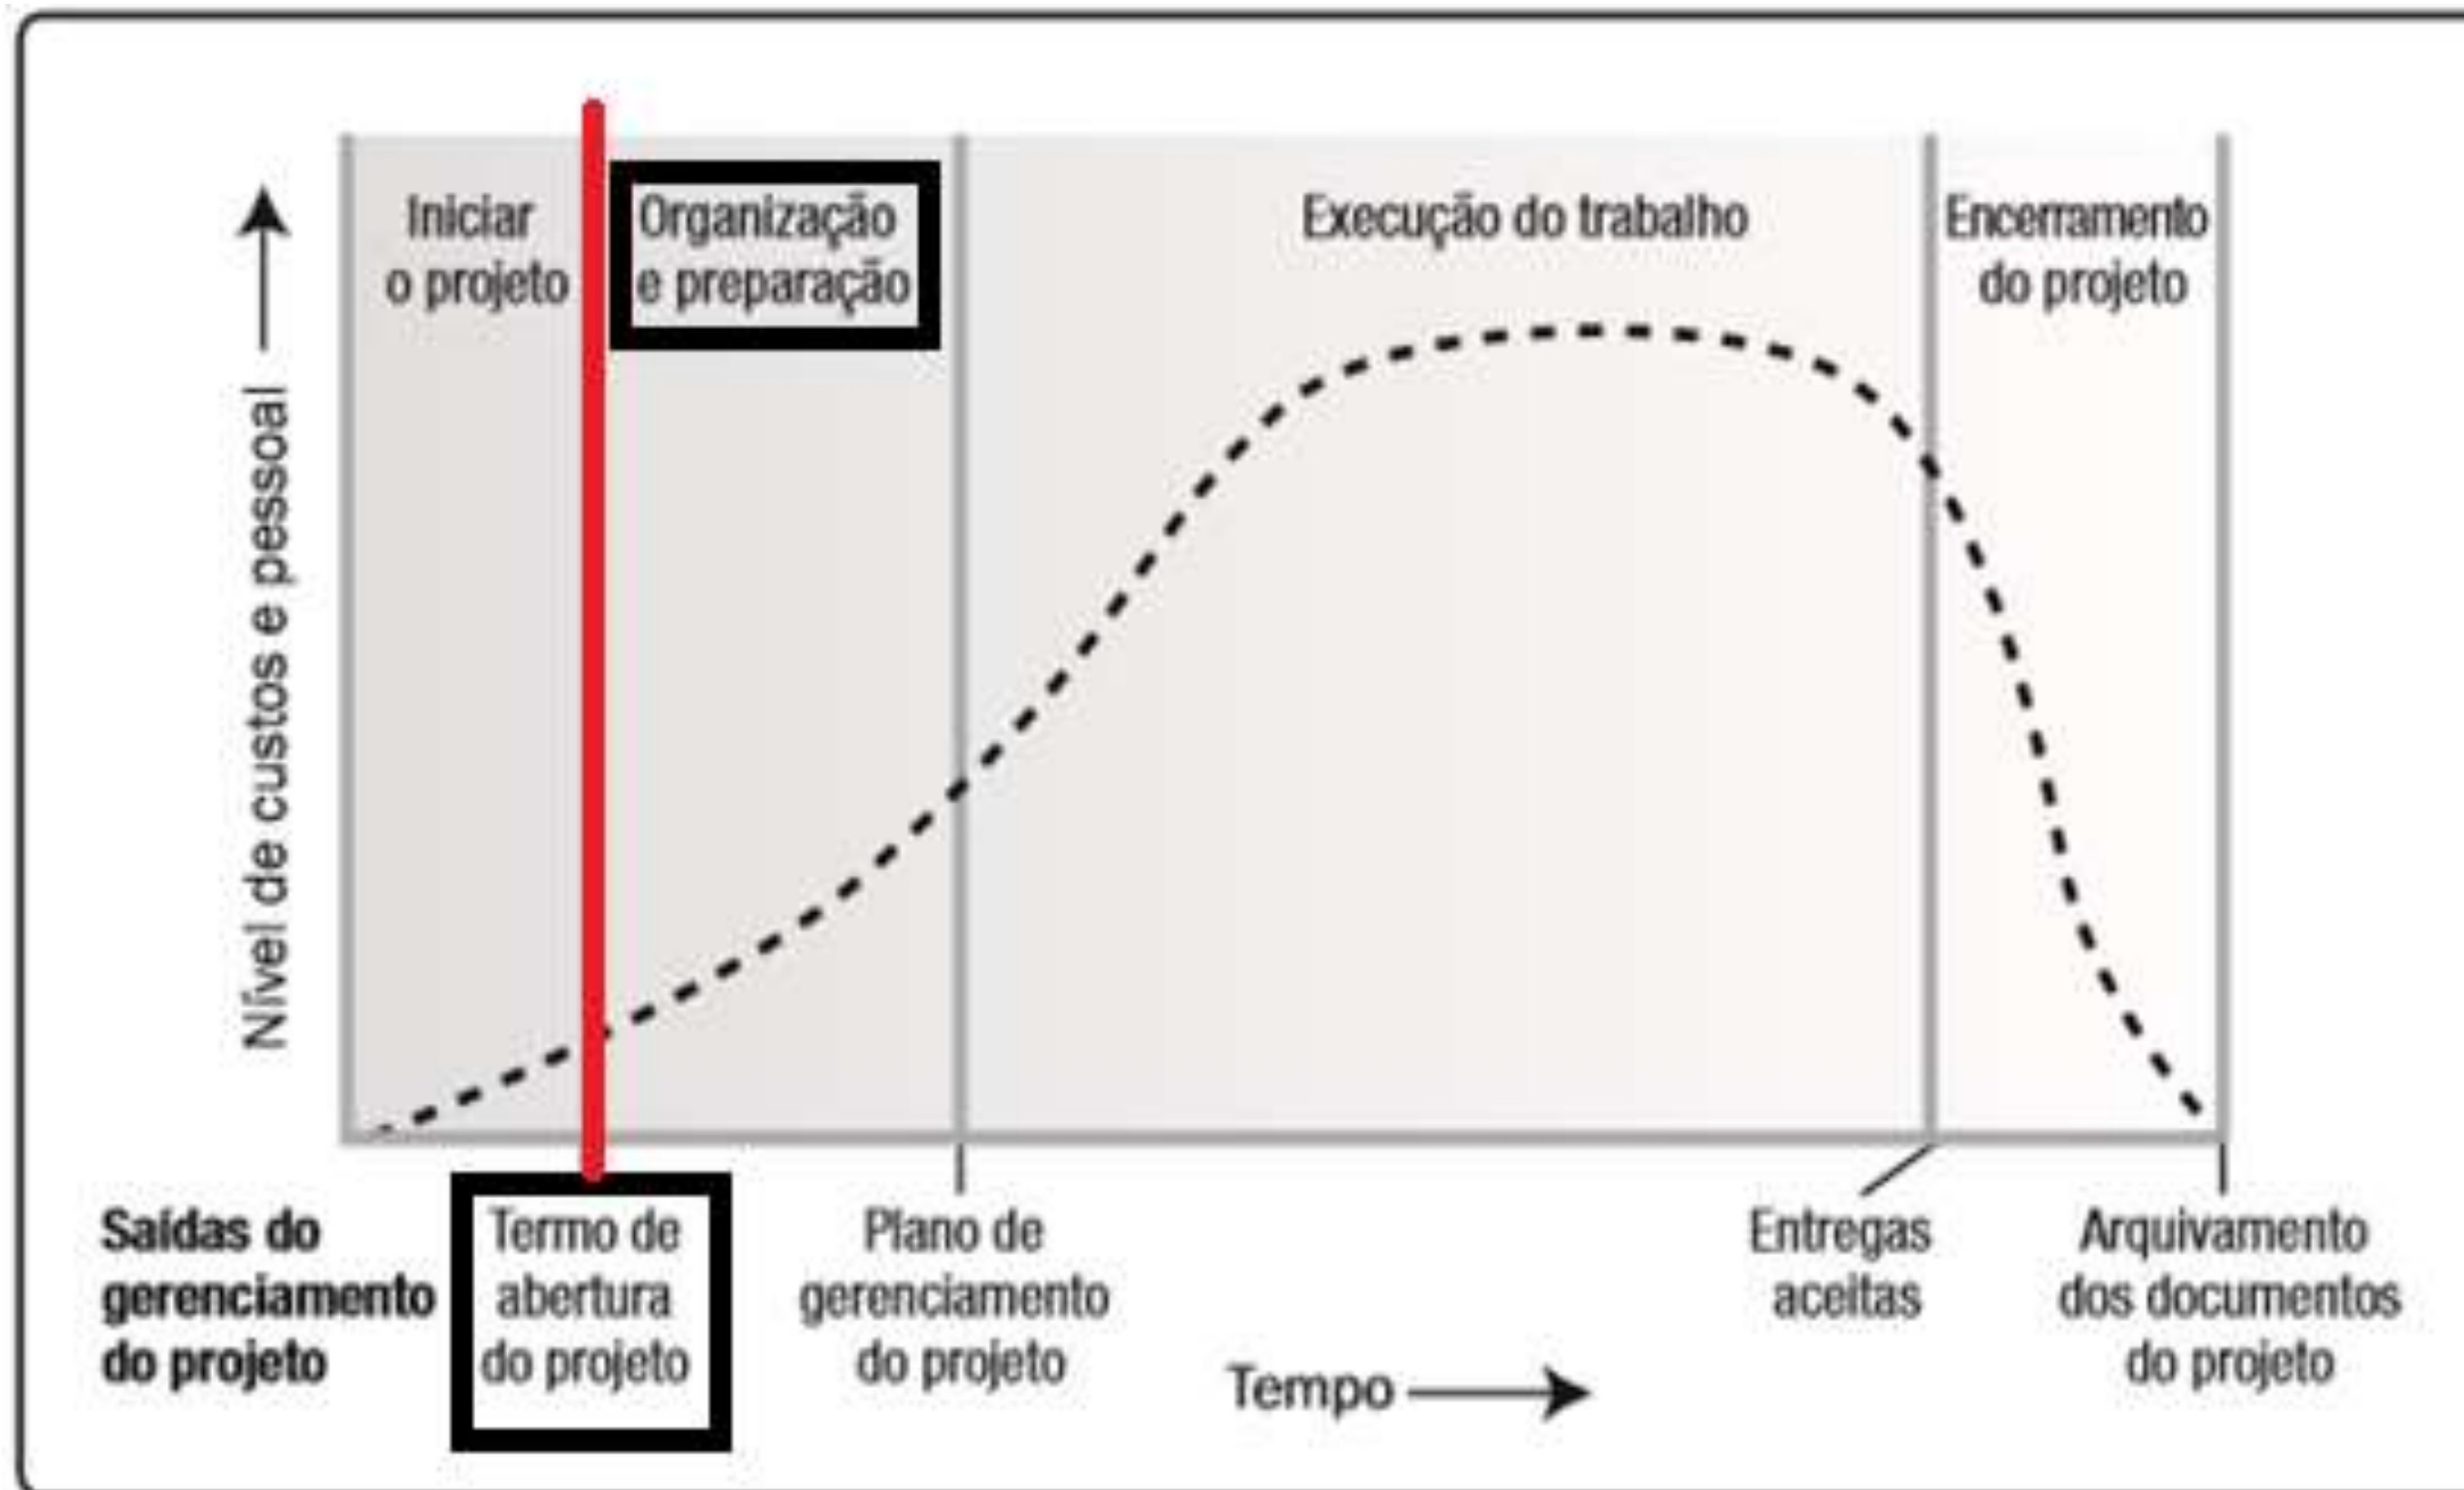 Iniciar
o projeto
Organização
e preparação
Execução do trabalho
Encerramento
do projeto
Nível de custos e pessoal
Saídas do
gerenciamento
do projeto
Termo de
abertura
do projeto
Plano de
gerenciamento
do projeto
Tempo
Entregas
aceitas
Arquivamento
dos documentos
do projeto